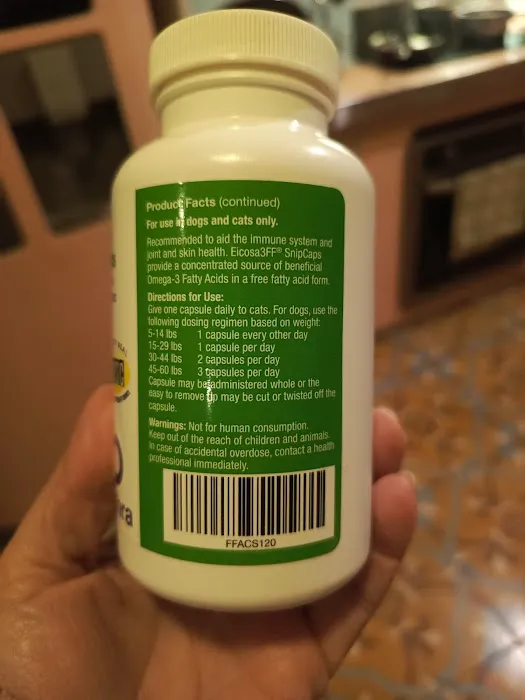 Product Facts (continued)
For use in dogs and cats only.
Recommended to aid the immune system and
joint and skin health. Eicosa3FF® SnipCaps
provide a concentrated source of beneficial
Omega-3 Fatty Acids in a free fatty acid form.
Directions for Use:
Give one capsule daily to cats. For dogs, use the
following dosing regimen based on weight:
5-14 lbs 1 capsule every other day
15-29 lbs 1 capsule per day
30-44 lbs 2 capsules per day
45-60 lbs 3 capsules per day
Capsule may be administered whole or the
easy to remove tip may be cut or twisted off the
capsule.
Warnings: Not for human consumption.
Keep out of the reach of children and animals.
In case of accidental overdose, contact a health
professional immediately.
FFACS120